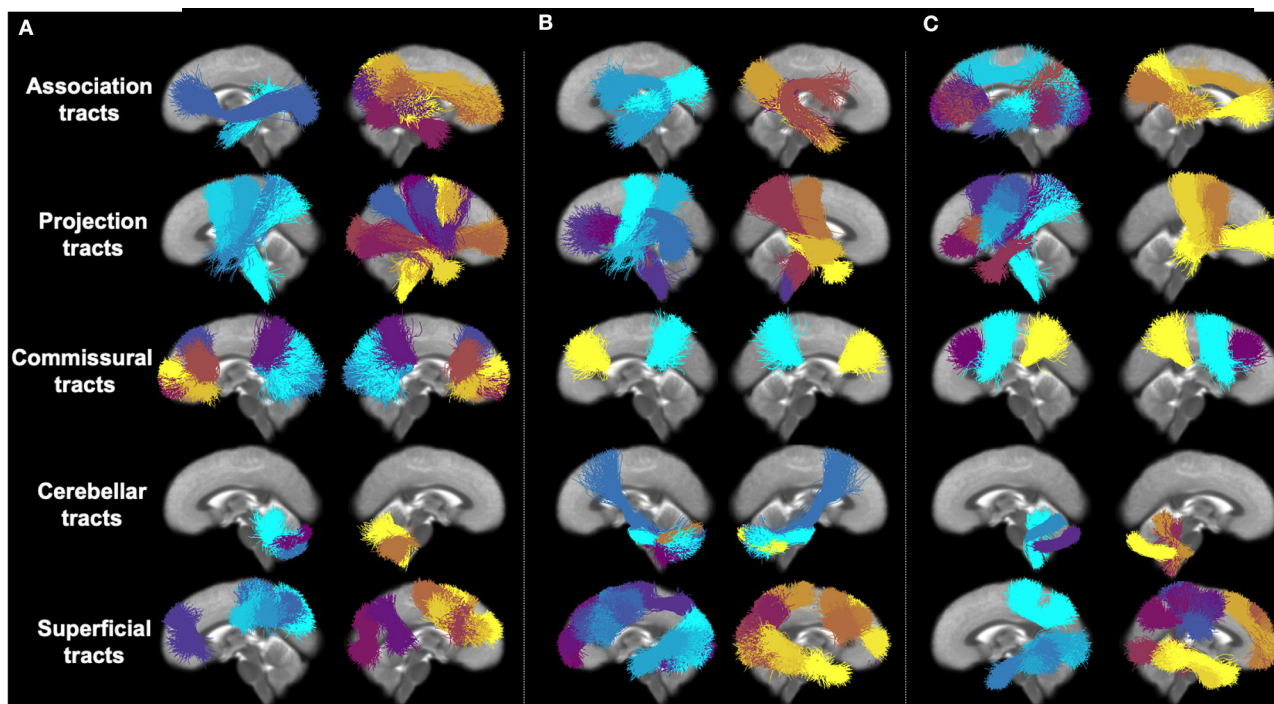 A
B
C
Association
tracts
Projection
tracts
Commissural
tracts
Cerebellar
tracts
Superficial
tracts